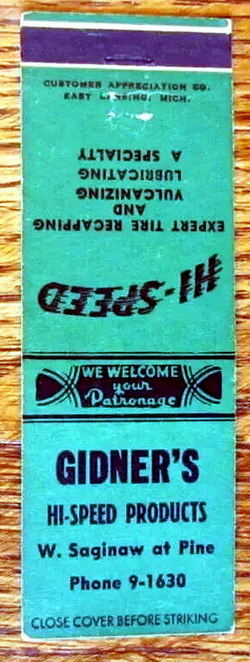 CUSTOMER APPRECIATION CO.
EAST LANSING, MICH.
HI-SPEED
EXPERT TIRE RECAPPING
AND
VULCANIZING
LUBRICATING
A SPECIALTY
WE WELCOME
your
Patronage
GIDNER'S
HI-SPEED PRODUCTS
W. Saginaw at Pine
Phone 9-1630
CLOSE COVER BEFORE STRIKING